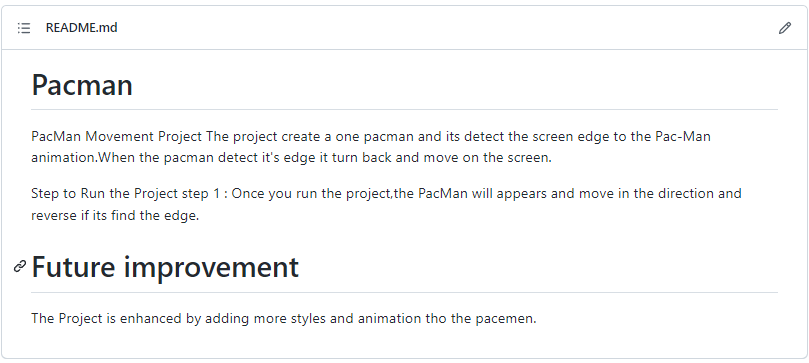 README.md
Pacman
PacMan Movement Project The project create a one pacman and its detect the screen edge to the Pac-Man
animation.When the pacman detect it's edge it turn back and move on the screen.
Step to Run the Project step 1 : Once you run the project,the PacMan will appears and move in the direction and
reverse if its find the edge.
Future improvement
The Project is enhanced by adding more styles and animation tho the pacemen.